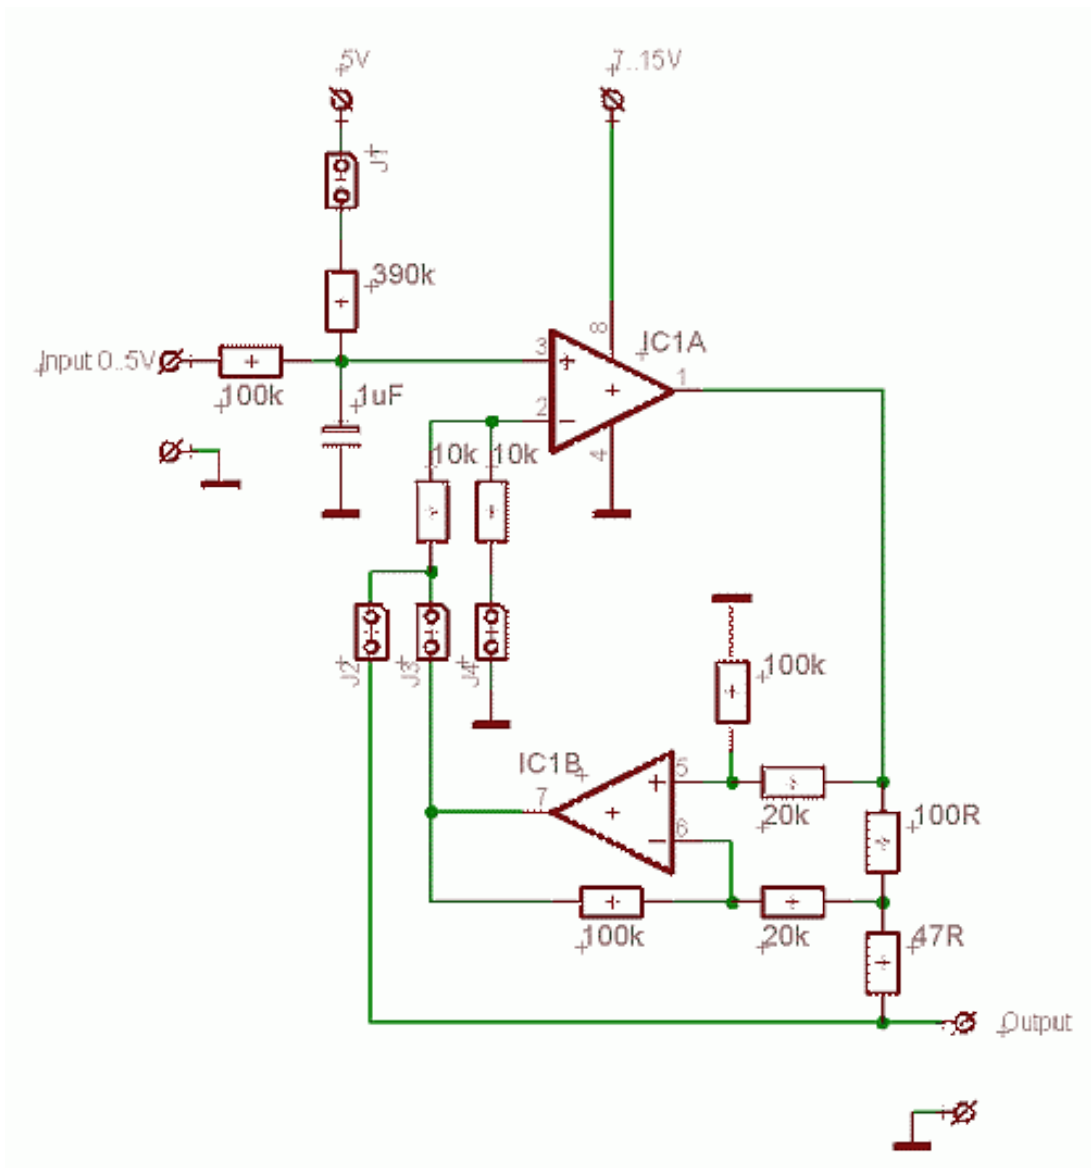 5V
7..15V
J1
390k
IC1A
8
Input 0..5V
3
1
100k
1uF
2
10k
10k
4
J2
J3
J4
100k
IC1B
5
7
20k
100R
6
100k
20k
47R
Output